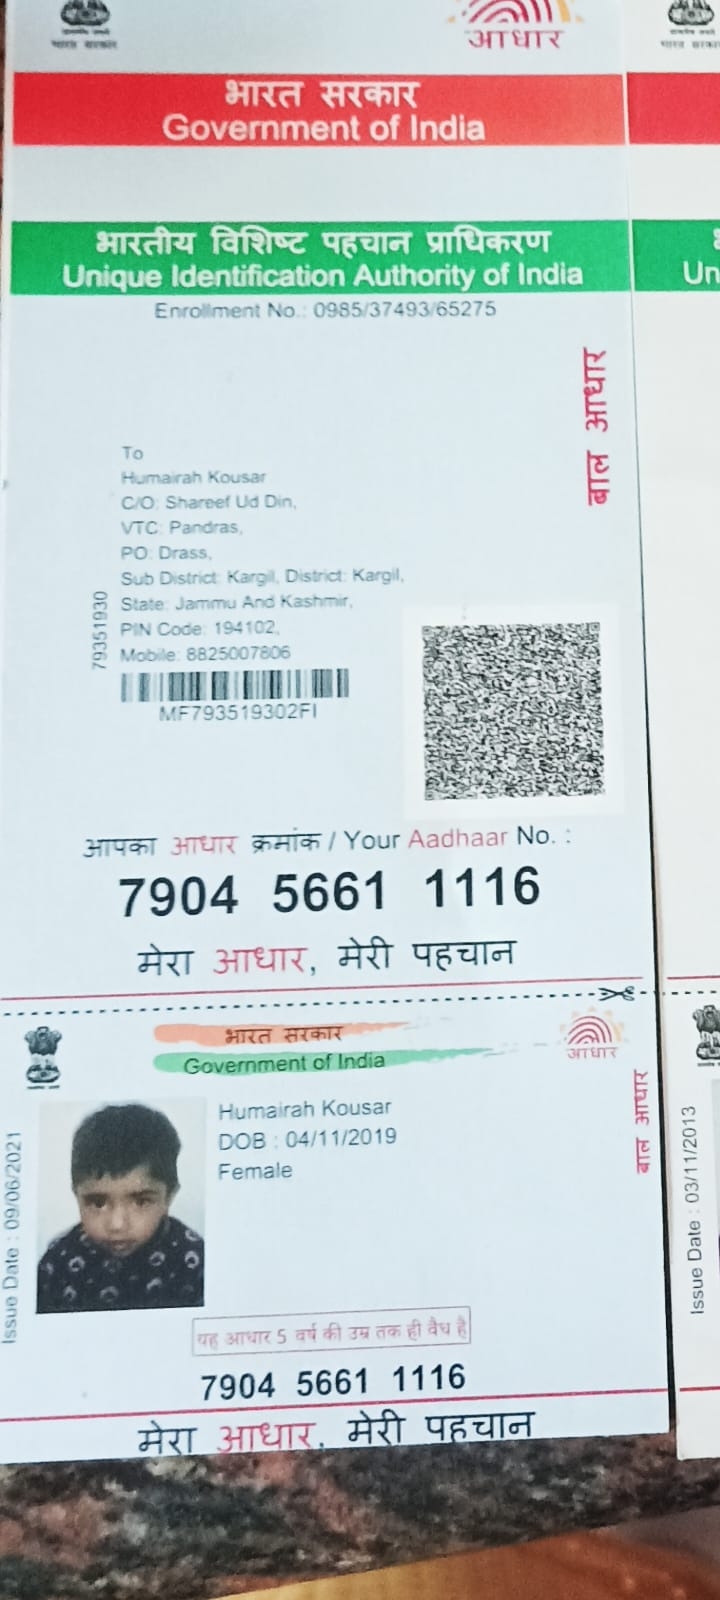 भारत सरकार
आधार
भारत सरकार
Government of India
भारतीय विशिष्ट पहचान प्राधिकरण
Unique Identification Authority of India
Un
Enrollment No.: 0985/37493/65275
बाल आधार
To
Humairah Kousar
C/O: Shareef Ud Din,
VTC: Pandras,
PO: Drass,
Sub District: Kargil, District: Kargil,
State: Jammu And Kashmir,
PIN Code: 194102,
Mobile: 8825007806
79351930
MF793519302FI
आपका आधार क्रमांक / Your Aadhaar No. :
7904 5661 1116
मेरा आधार, मेरी पहचान
भारत सरकार
Government of India
आधार
बाल आधार
Issue Date : 09/06/2021
Humairah Kousar
DOB : 04/11/2019
Female
यह आधार 5 वर्ष की उम्र तक ही वैध है
7904 5661 1116
मेरा आधार, मेरी पहचान
Issue Date : 03/11/2013